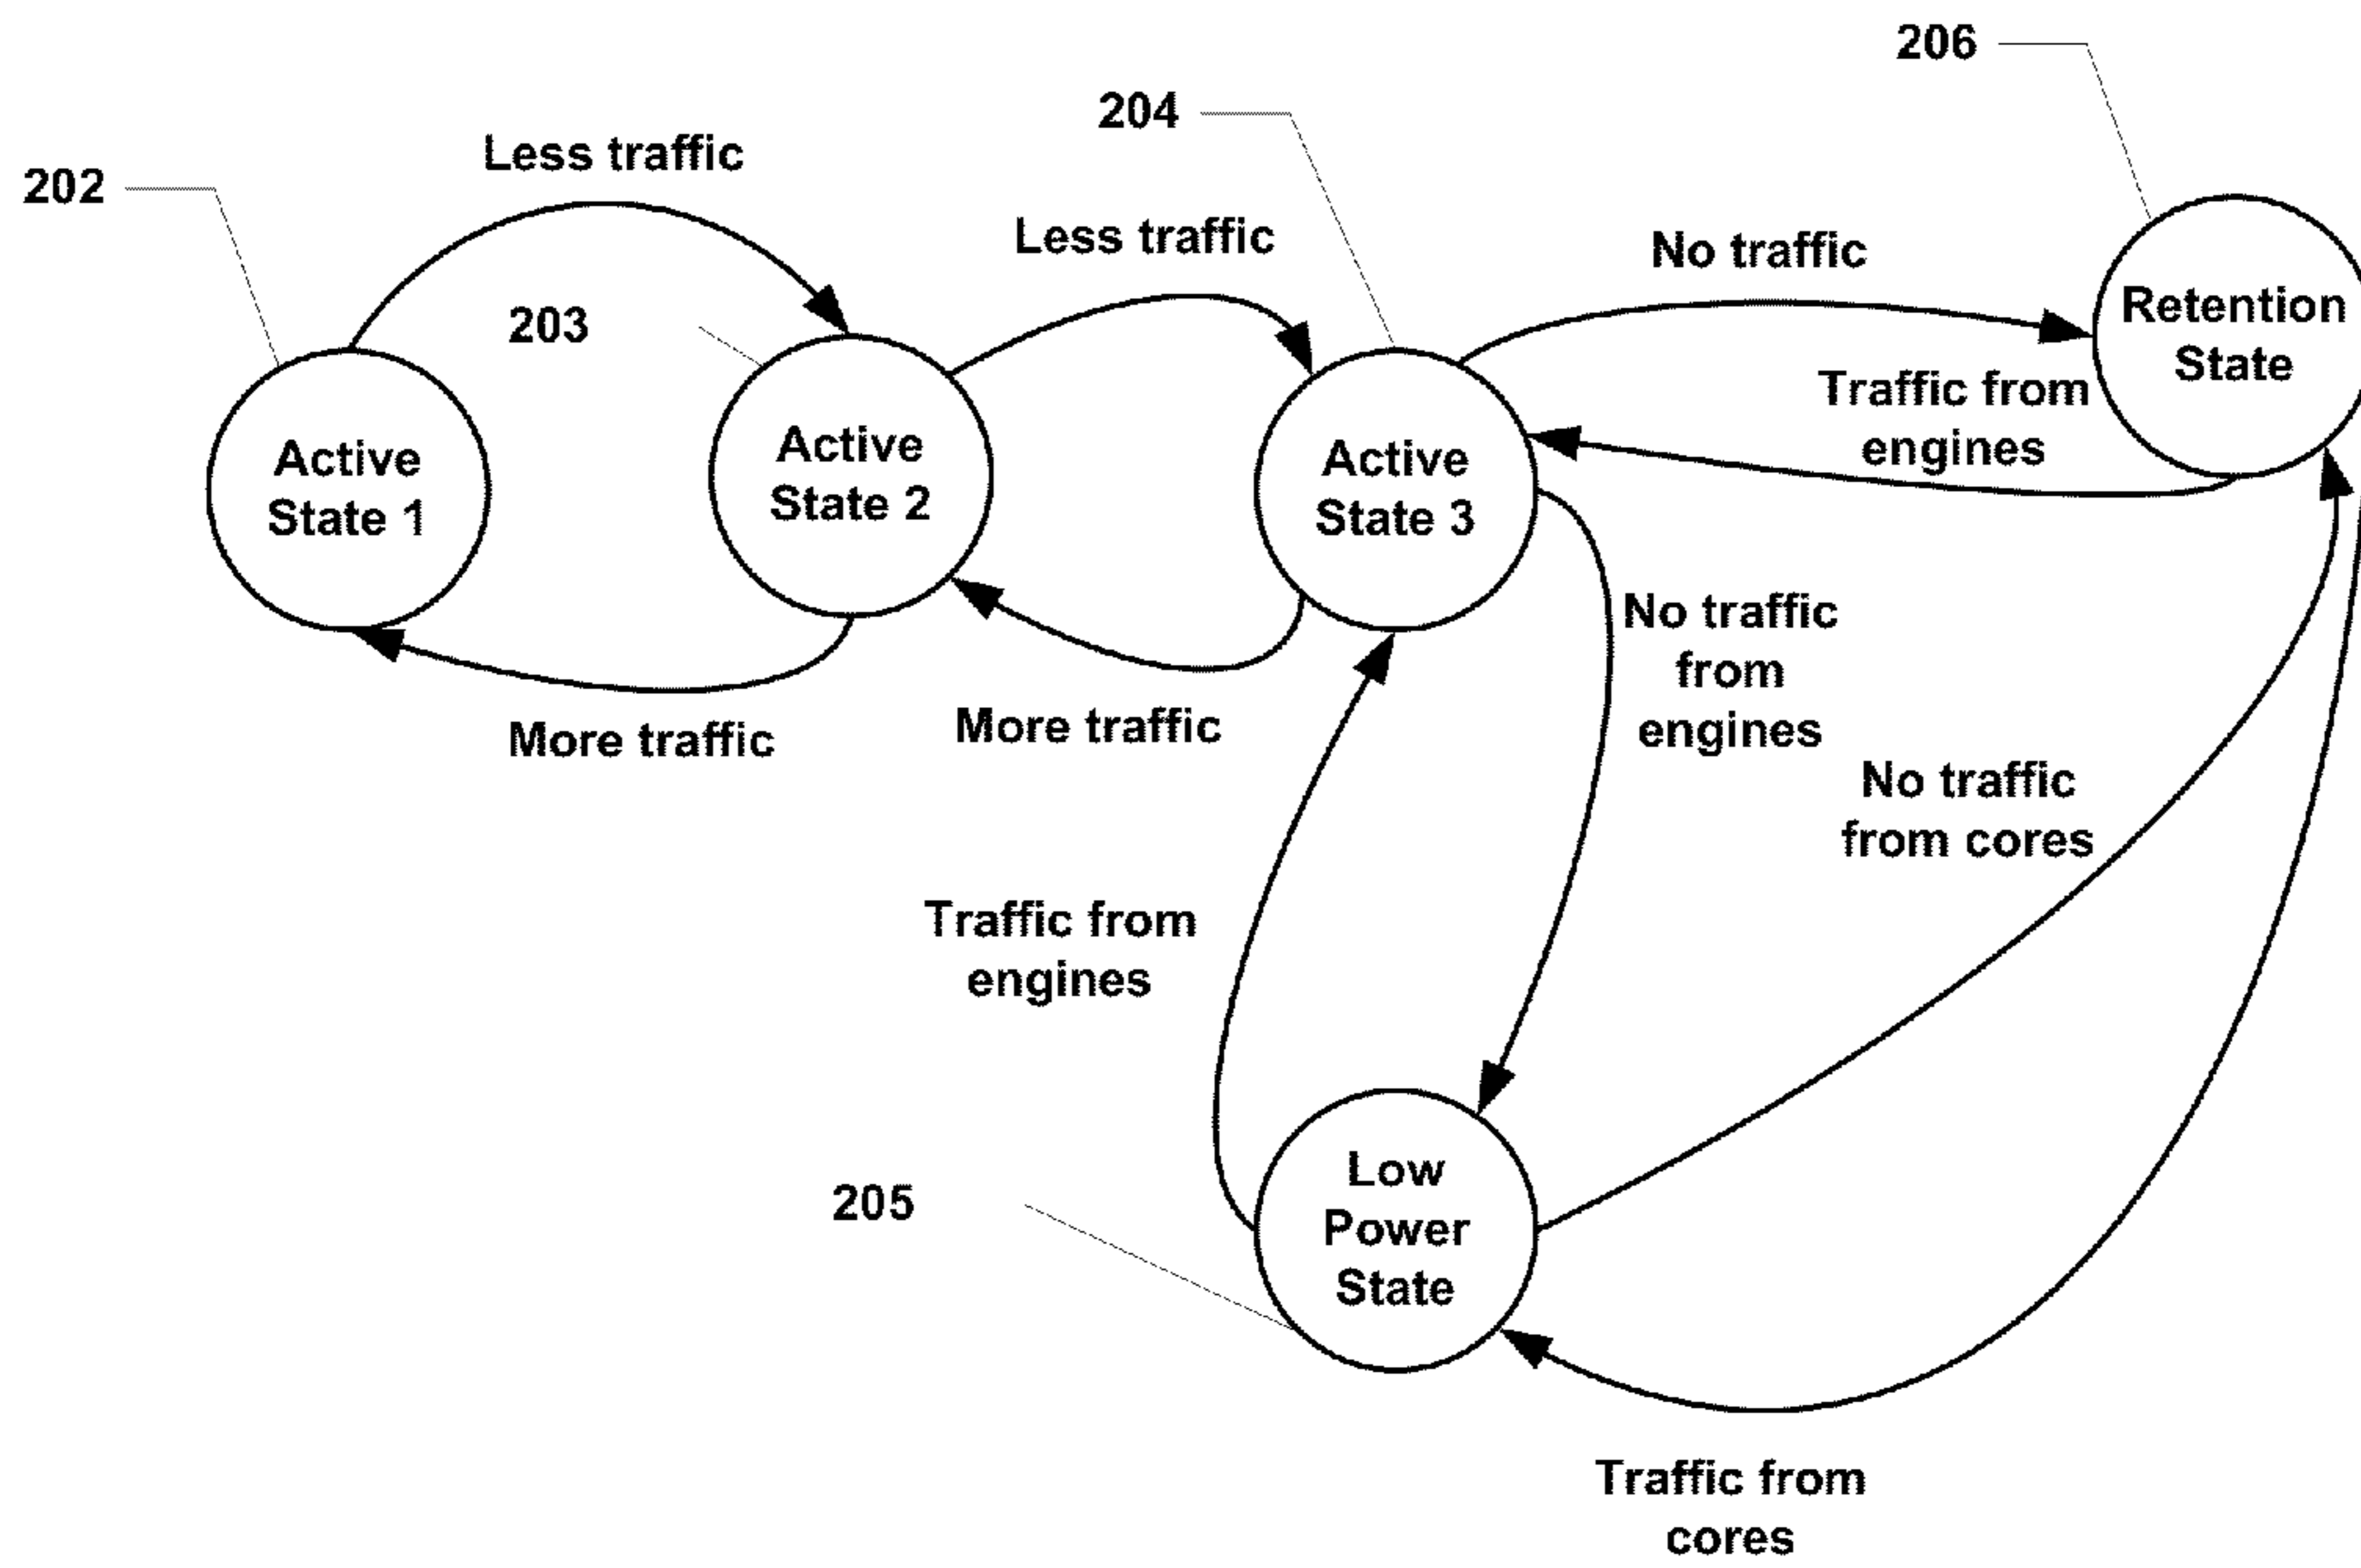 206
204
Less traffic
202
Less traffic
No traffic
203
Retention
State
Traffic from
engines
Active
State 1
Active
State 2
Active
State 3
No traffic
from
engines
More traffic
More traffic
No traffic
from cores
Traffic from
engines
205
Low
Power
State
Traffic from
cores